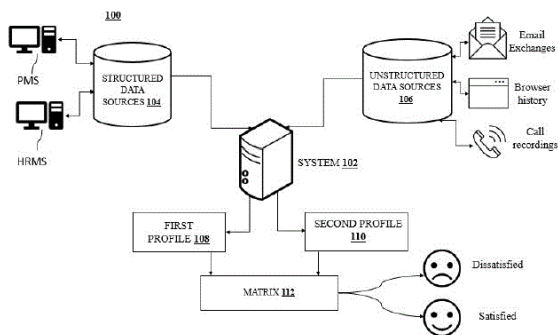 100
PMS
HRMS
STRUCTURED
DATA
SOURCES 104
UNSTRUCTURED
DATA SOURCES
106
Email
Exchanges
Browser
history
Call
recordings
SYSTEM 102
FIRST
PROFILE 108
SECOND PROFILE
110
MATRIX 112
Dissatisfied
Satisfied